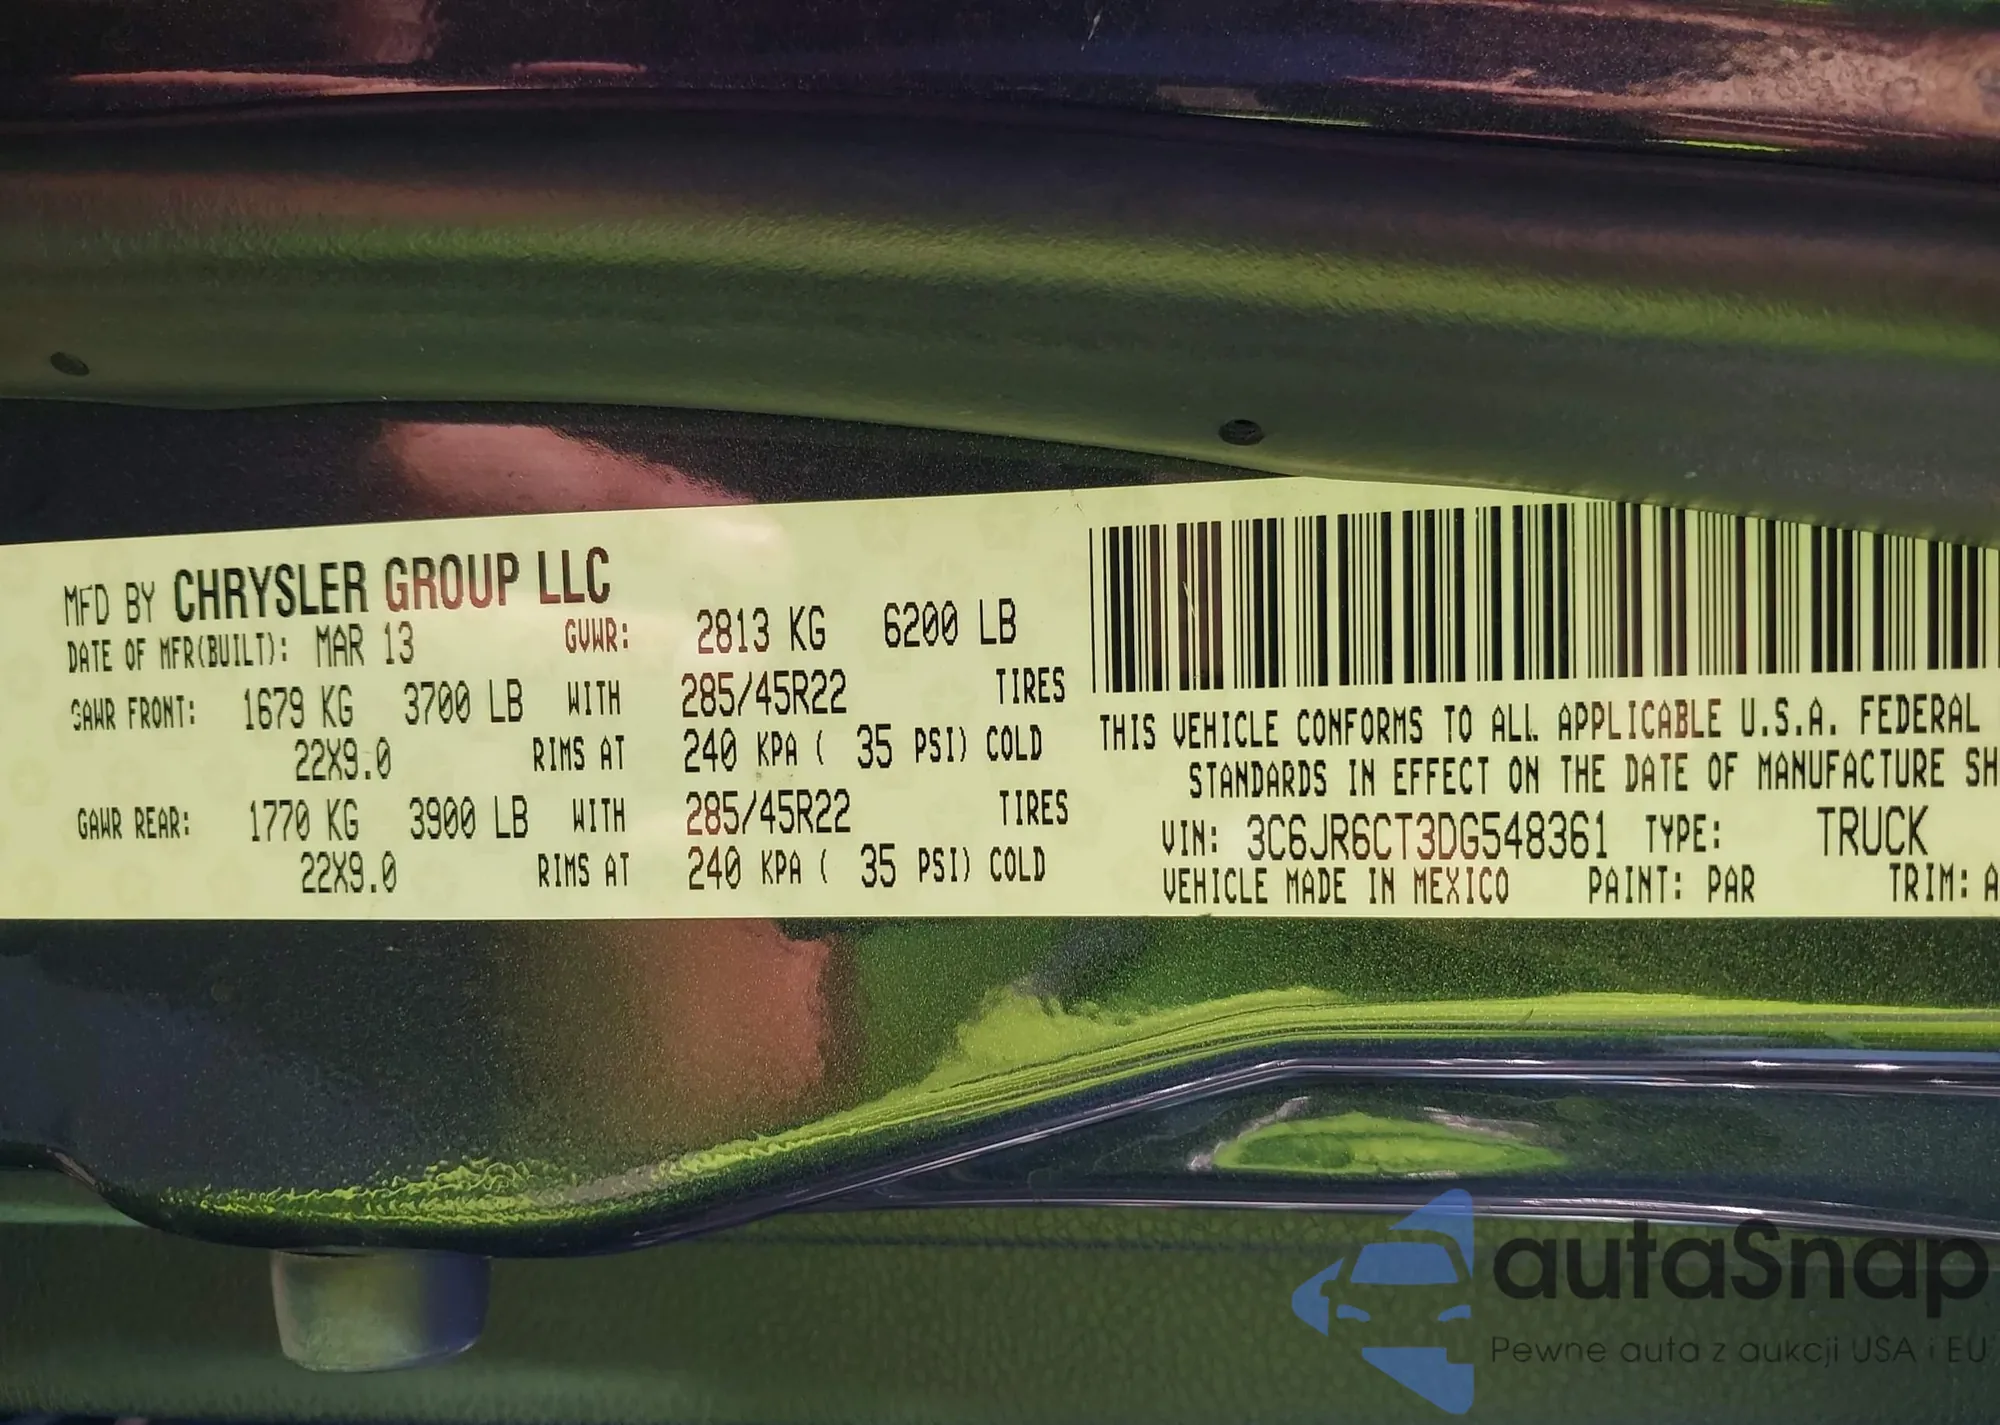 MFD BY CHRYSLER GROUP LLC
DATE OF MFR(BUILT): MAR 13 GVWR: 2813 KG 6200 LB
GAWR FRONT: 1679 KG 3700 LB WITH 285/45R22 TIRES
22X9.0 RIMS AT 240 KPA ( 35 PSI) COLD
GAWR REAR: 1770 KG 3900 LB WITH 285/45R22 TIRES
22X9.0 RIMS AT 240 KPA ( 35 PSI) COLD
THIS VEHICLE CONFORMS TO ALL APPLICABLE U.S.A. FEDERAL
STANDARDS IN EFFECT ON THE DATE OF MANUFACTURE SH
VIN: 3C6JR6CT3DG548361 TYPE: TRUCK
VEHICLE MADE IN MEXICO PAINT: PAR TRIM: A
autaSnap
Pewne auta z aukcji USA i EU